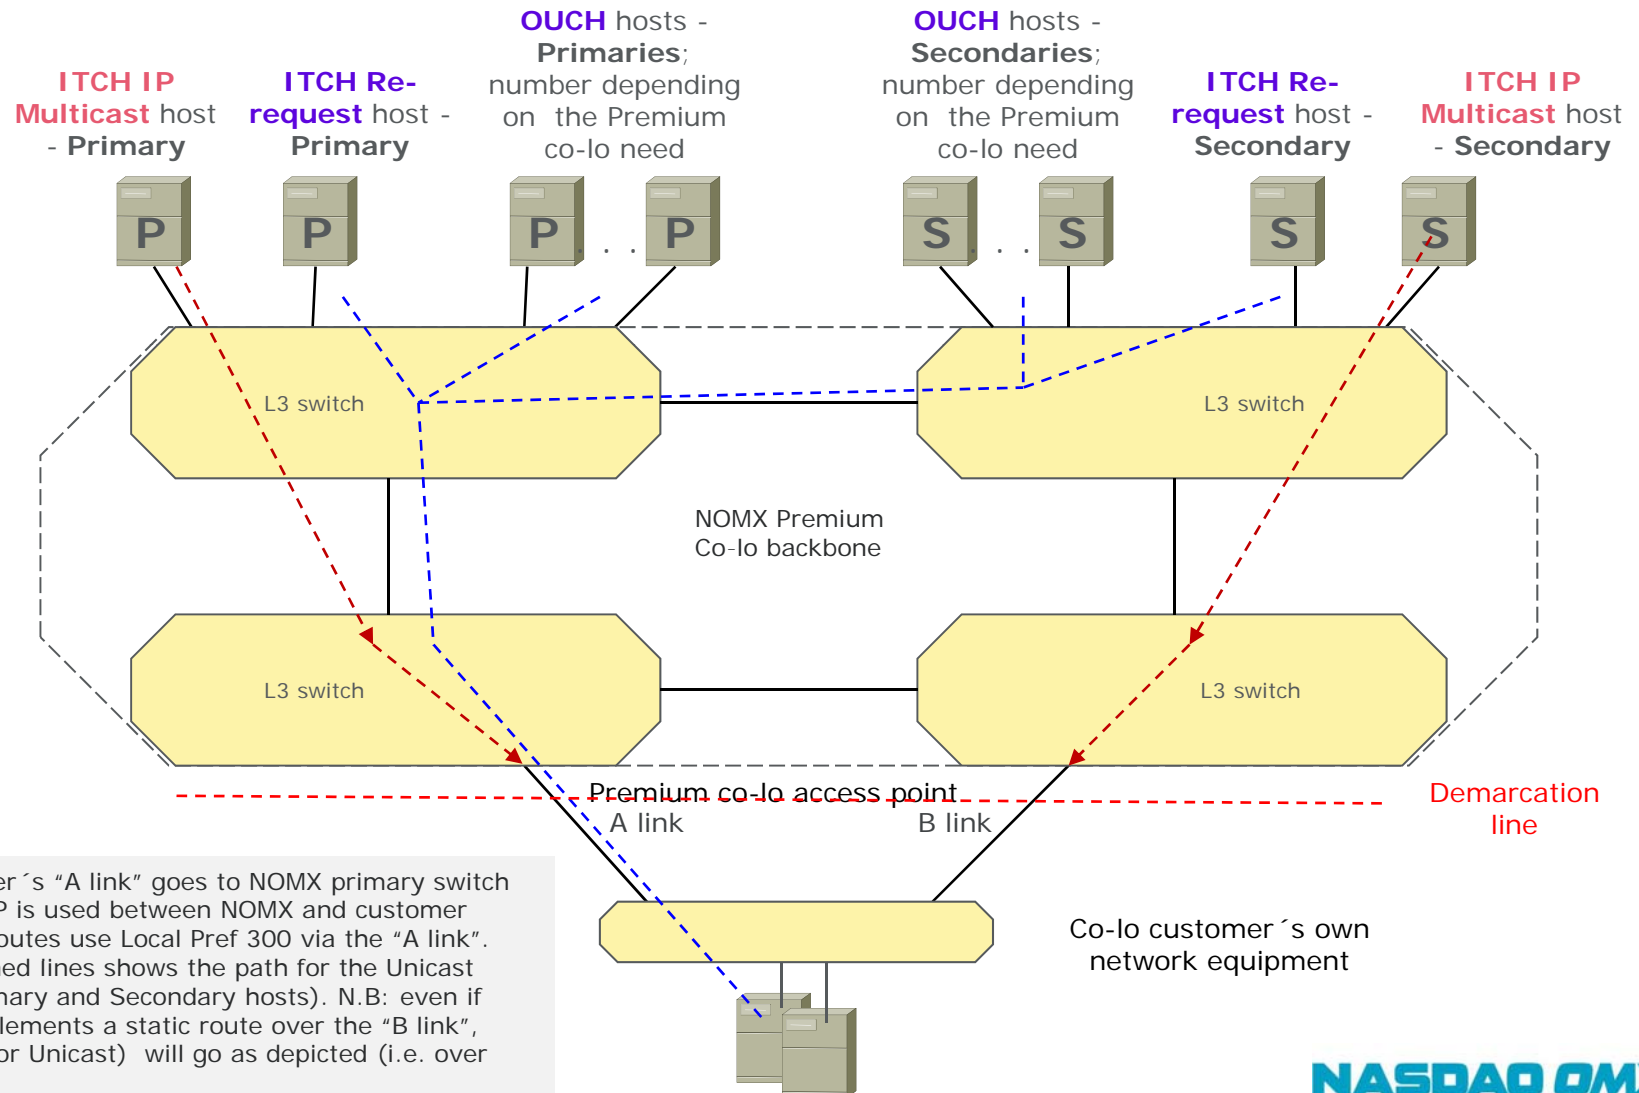 ITCH IP
Multicast host
- Primary
ITCH Re-
request host -
Primary
OUCH hosts -
Primaries;
number depending
on the Premium
co-lo need
OUCH hosts -
Secondaries;
number depending
on the Premium
co-lo need
ITCH Re-
request host -
Secondary
ITCH IP
Multicast host
- Secondary
P
P
P
. . .
P
S
. . .
S
S
S
L3 switch
L3 switch
NOMX Premium
Co-lo backbone
L3 switch
L3 switch
Premium co-lo access point
A link
B link
Demarcation
line
er´s “A link” goes to NOMX primary switch
P is used between NOMX and customer
outes use Local Pref 300 via the “A link”.
ned lines shows the path for the Unicast
nary and Secondary hosts). N.B: even if
lements a static route over the “B link”,
or Unicast) will go as depicted (i.e. over
Co-lo customer´s own
network equipment
NASDAQ OMX